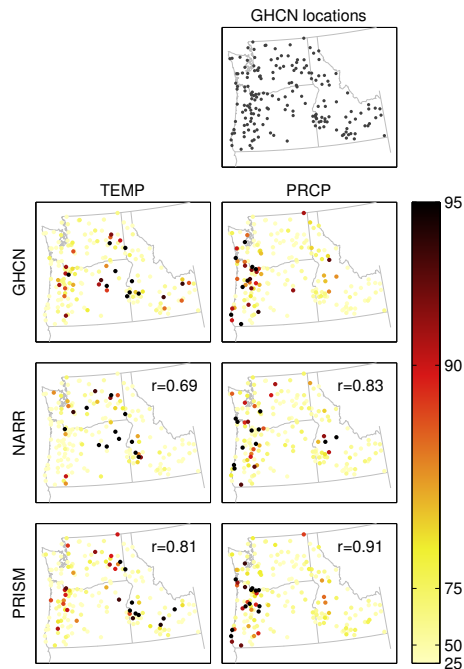 GHCN locations
TEMP
PRCP
GHCN
NARR
r=0.69
r=0.83
PRISM
r=0.81
r=0.91
95
90
75
50
25